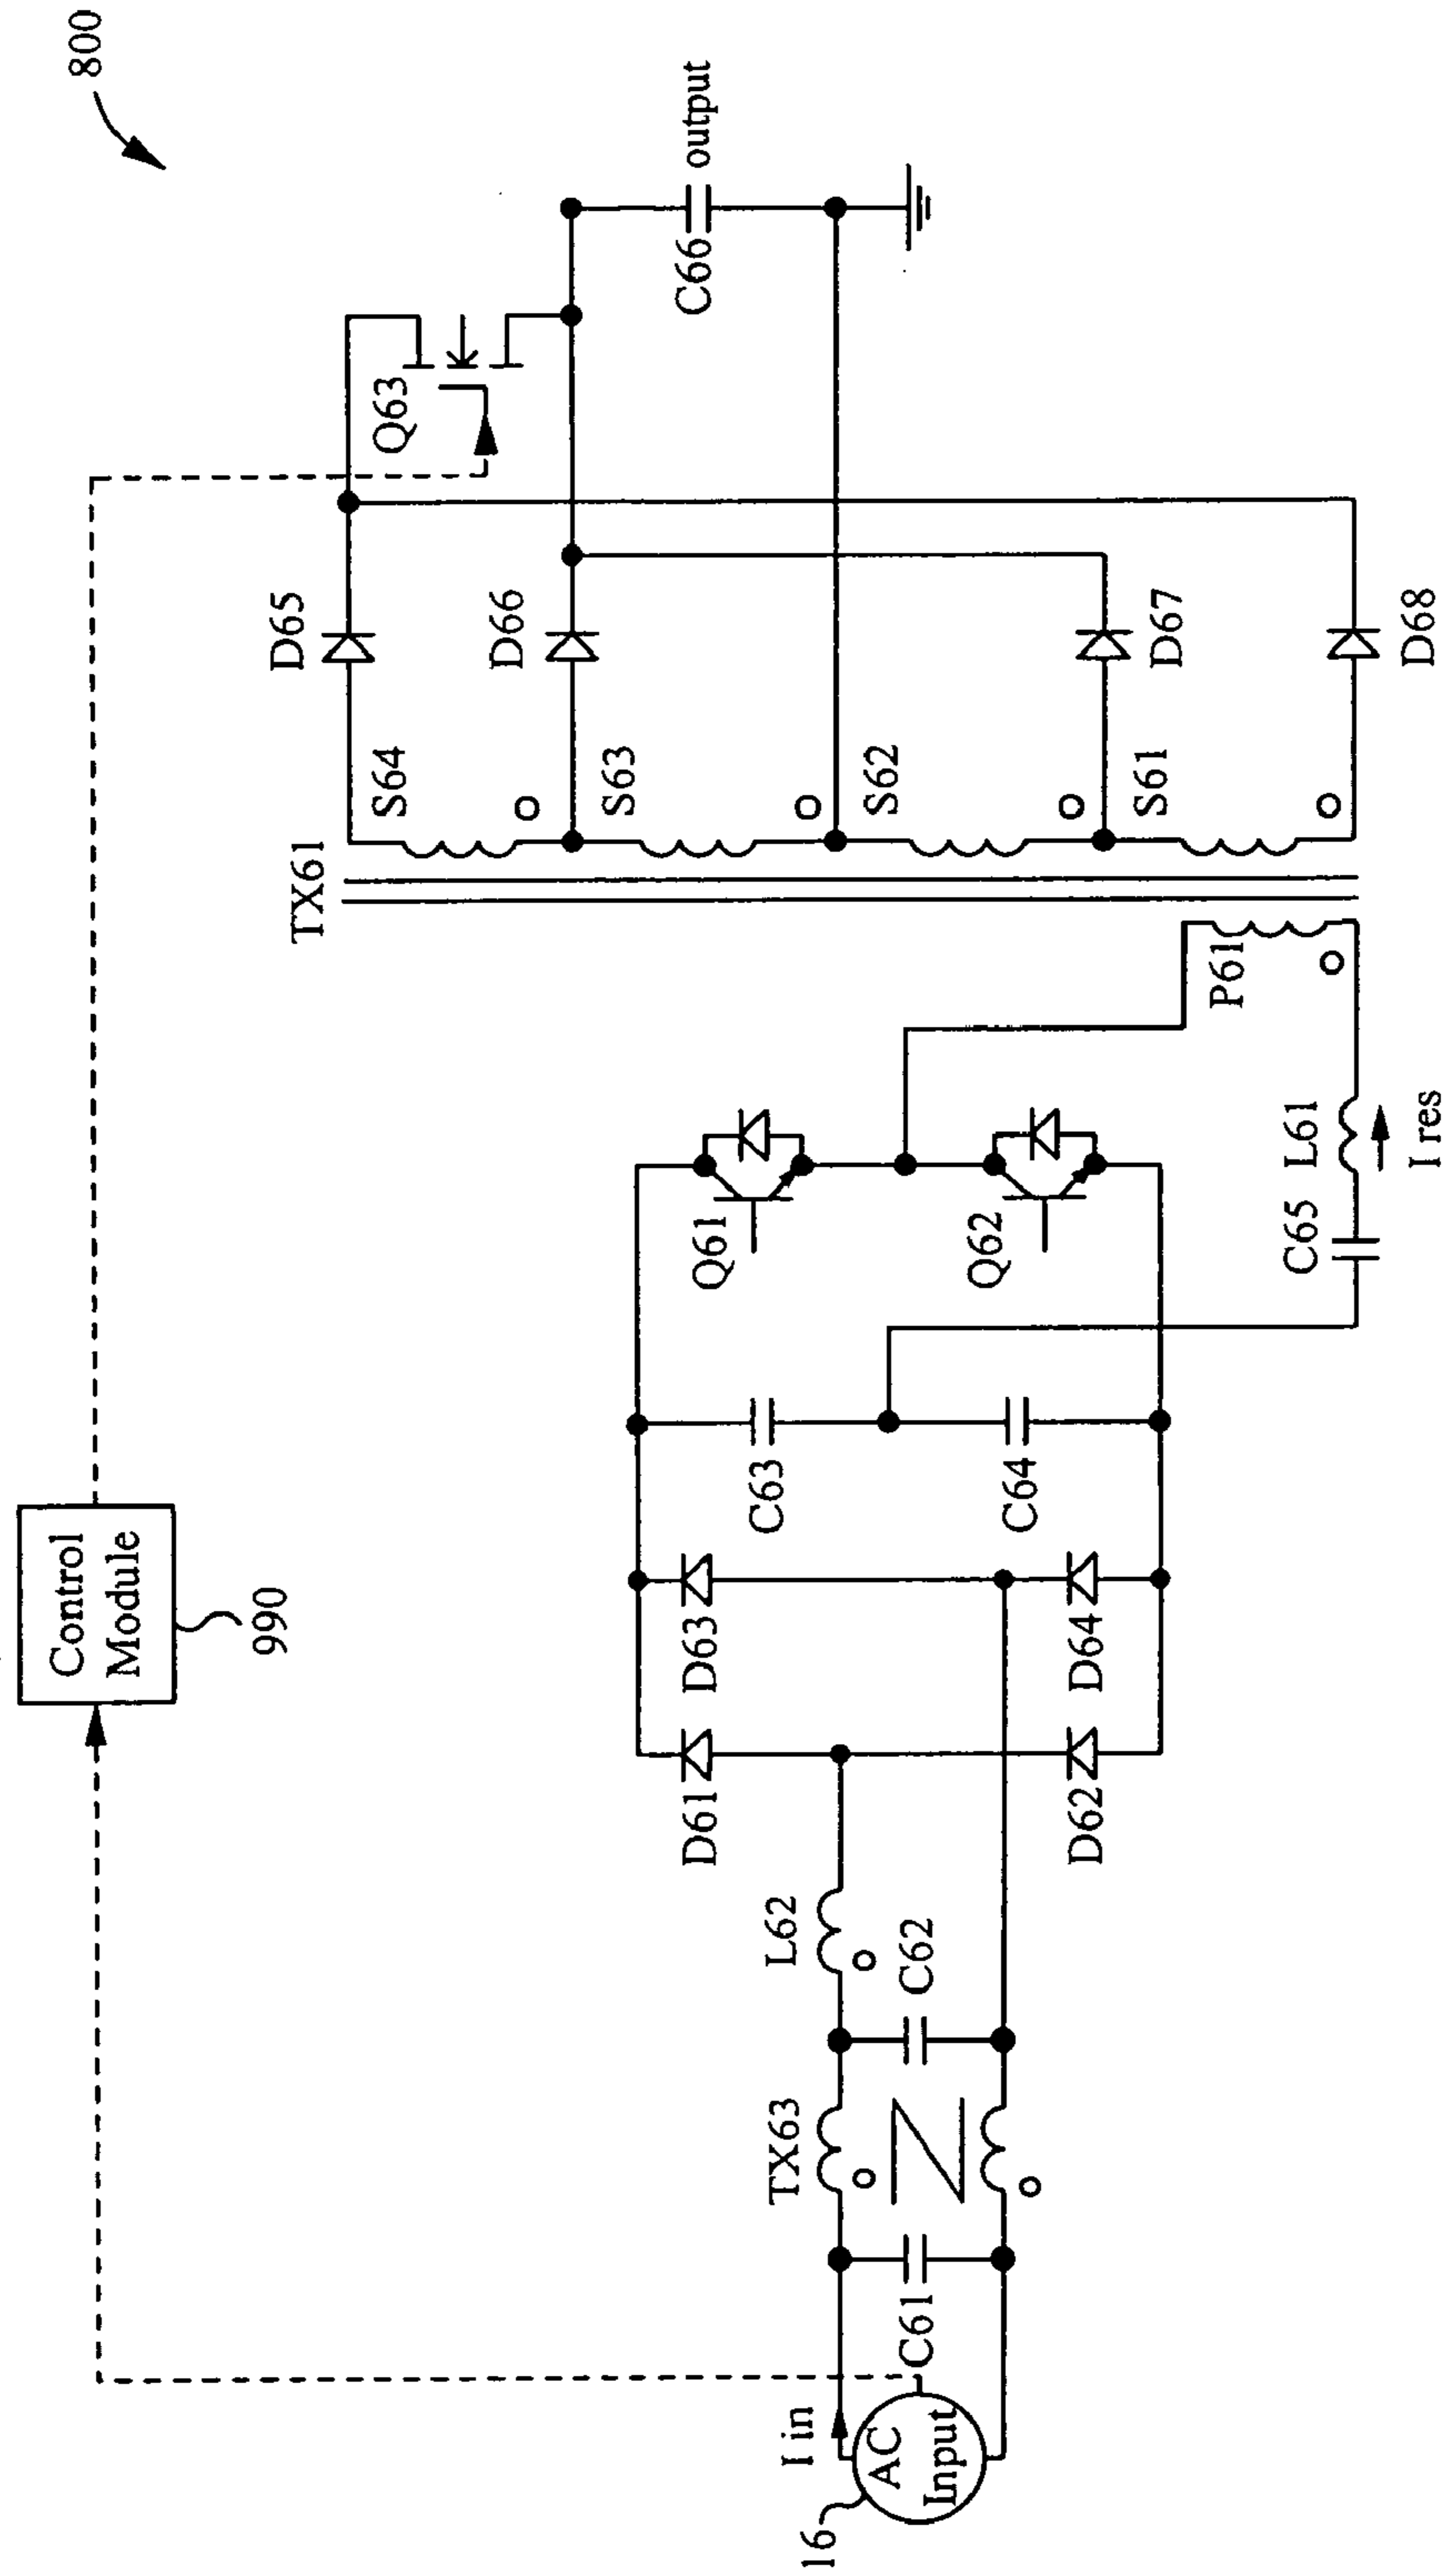 800
Control
Module
990
TX61
S64
D65
Q63
S63
D66
C66
output
S62
S61
D67
D68
P61
Q61
Q62
C63
C64
C65
L61
I res
D61
D63
D62
D64
L62
C62
TX63
C61
I in
AC
Input
16